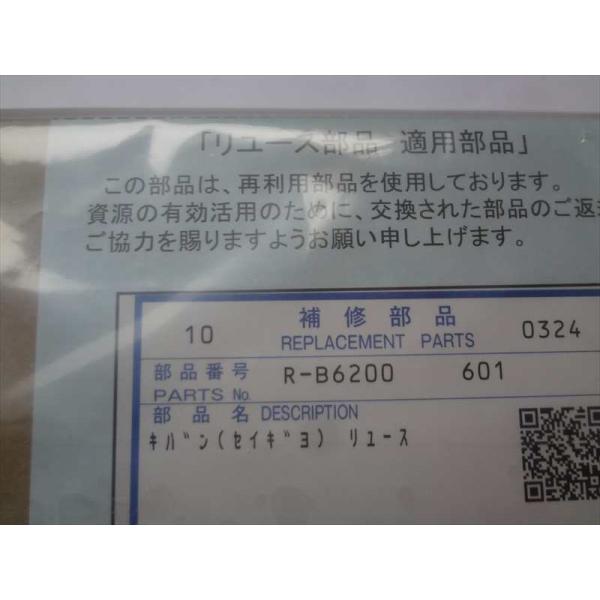 「リユース部品 適用部品」
この部品は、再利用部品を使用しております。
資源の有効活用のために、交換された部品のご返
ご協力を賜りますようお願い申し上げます。
10 補修部品 0324
REPLACEMENT PARTS
部品番号 R-B6200 601
PARTS No.
部品名 DESCRIPTION
ｷﾊﾞﾝ(ｾｲｷﾞﾖ) ﾘﾕｰｽ